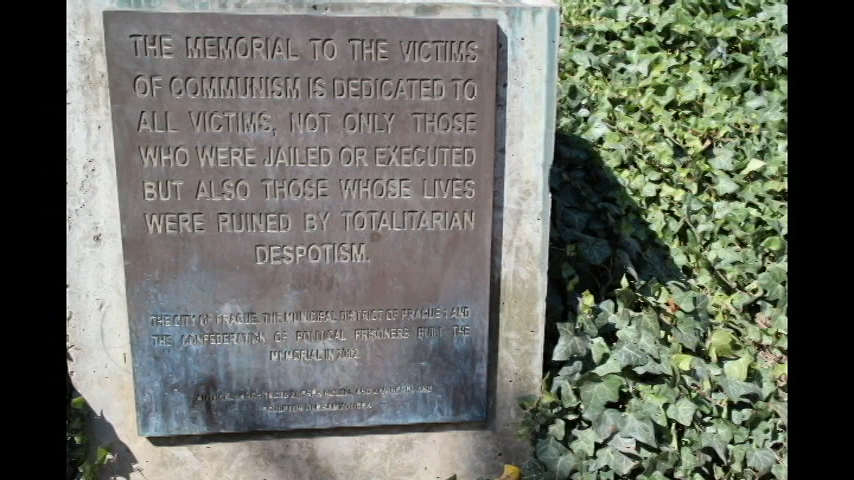 THE MEMORIAL TO THE VICTIMS
OF COMMUNISM IS DEDICATED TO
ALL VICTIMS, NOT ONLY THOSE
WHO WERE JAILED OR EXECUTED
BUT ALSO THOSE WHOSE LIVES
WERE RUINED BY TOTALITARIAN
DESPOTISM.
THE CITY OF PRAGUE, THE MUNICIPAL DISTRICT OF PRAGUE 1 AND
THE CONFEDERATION OF POLITICAL PRISONERS BUILT THE
MEMORIAL IN 2002